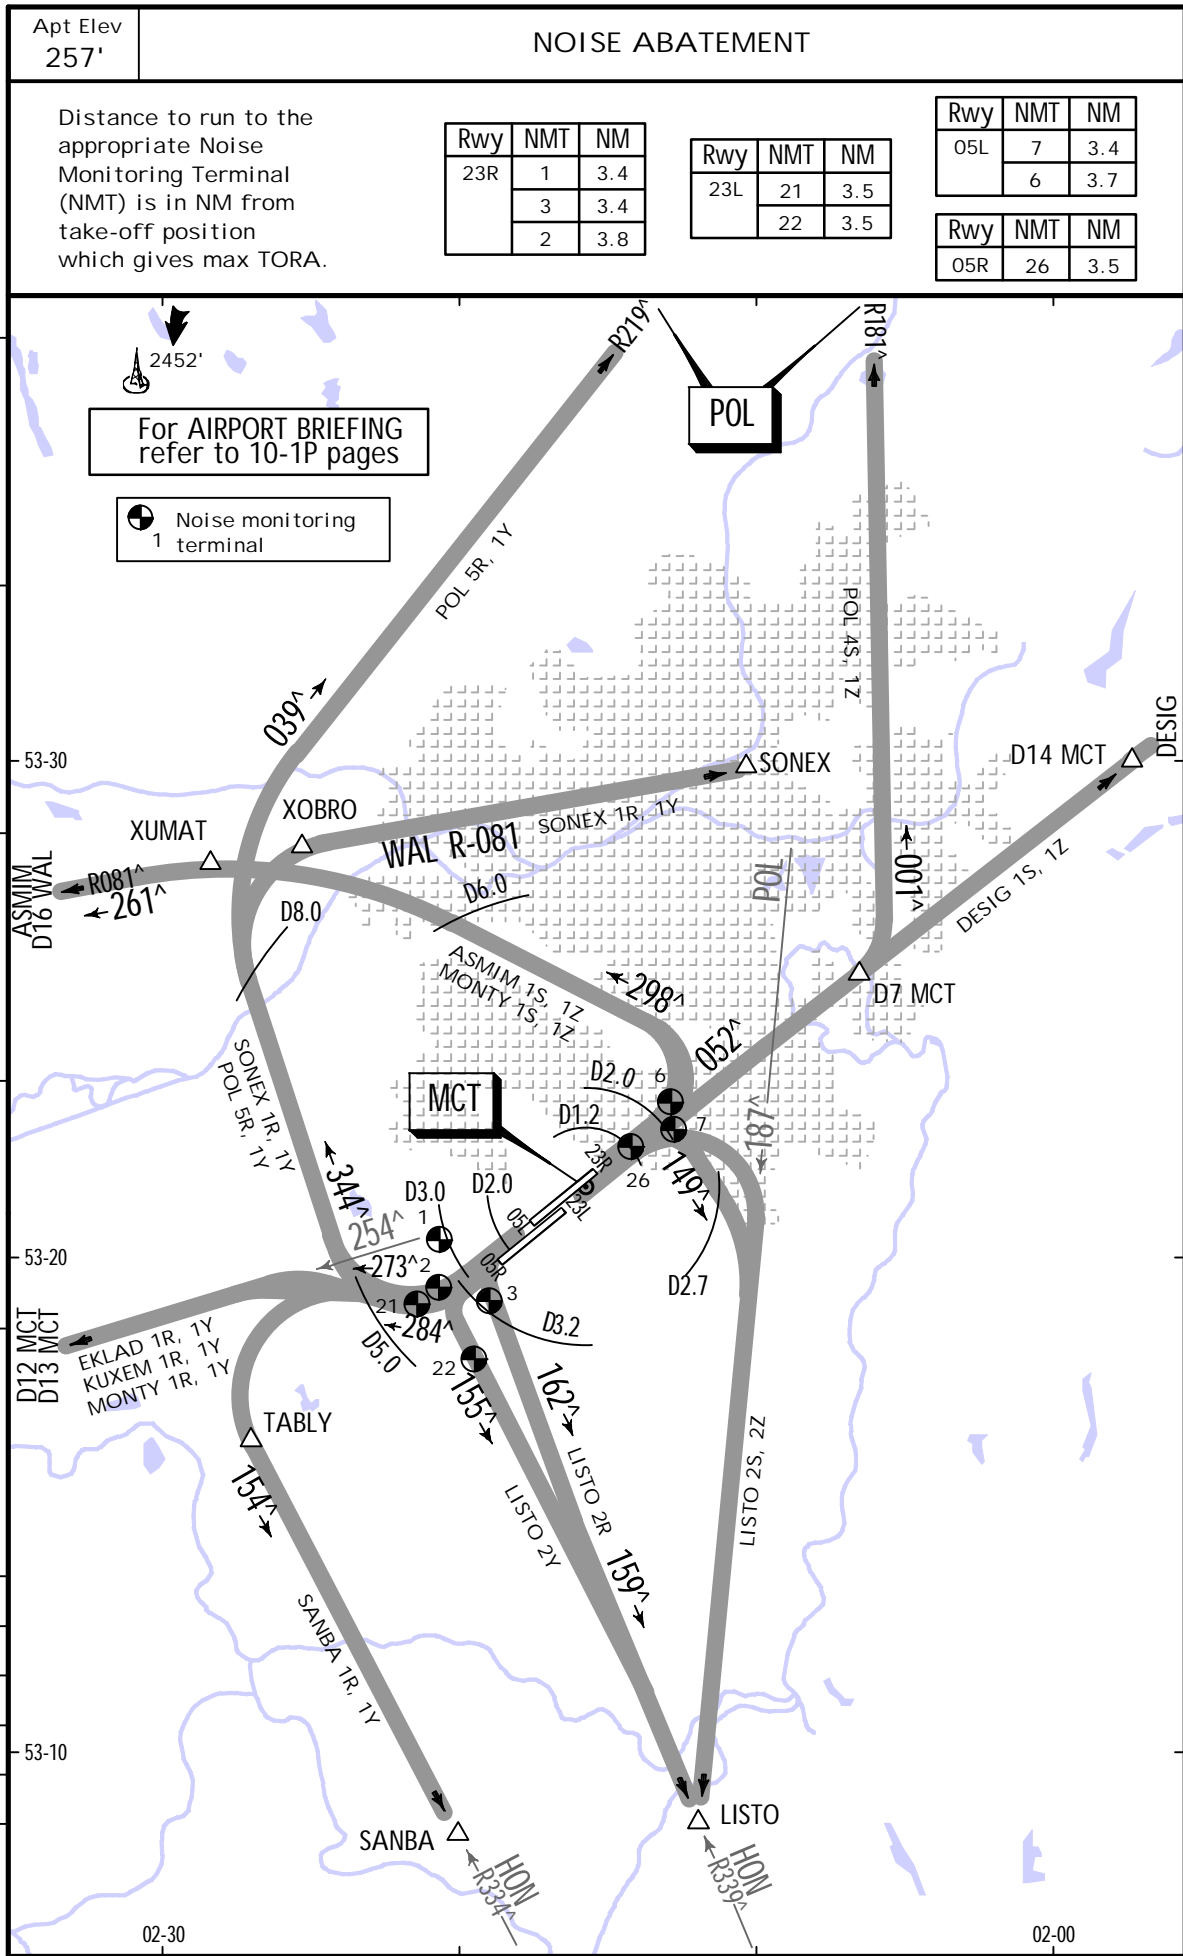 Apt Elev
257'
NOISE ABATEMENT
Distance to run to the
appropriate Noise
Monitoring Terminal
(NMT) is in NM from
take-off position
which gives max TORA.
Rwy NMT NM
23R 1 3.4
3 3.4
2 3.8
Rwy NMT NM
23L 21 3.5
22 3.5
Rwy NMT NM
05L 7 3.4
6 3.7
Rwy NMT NM
05R 26 3.5
2452'
For AIRPORT BRIEFING
refer to 10-1P pages
1 Noise monitoring
terminal
R219^
R181^
POL
POL 5R, 1Y
POL 4S, 1Z
039^
53-30
D14 MCT
DESIG
SONEX
XOBRO
XUMAT
SONEX 1R, 1Y
WAL R-081
ASMIM
D16 WAL
R081^
261^
D6.0
D8.0
POL
001^
DESIG 1S, 1Z
ASMIM 1S, 1Z
MONTY 1S, 1Z
298^
D7 MCT
052^
SONEX 1R, 1Y
POL 5R, 1Y
MCT
D2.0
6
D1.2
7
187^
26
149^
23R
23L
344^
D3.0
D2.0
1
254^
05L
05R
53-20
273^
2
D2.7
21
3
284^
D3.2
D5.0
22
D12 MCT
D13 MCT
EKLAD 1R, 1Y
KUXEM 1R, 1Y
MONTY 1R, 1Y
155^
162^
TABLY
154^
LISTO 2R
LISTO 2Y
LISTO 2S, 2Z
159^
SANBA 1R, 1Y
53-10
LISTO
SANBA
HON
R334^
HON
R339^
02-30
02-00